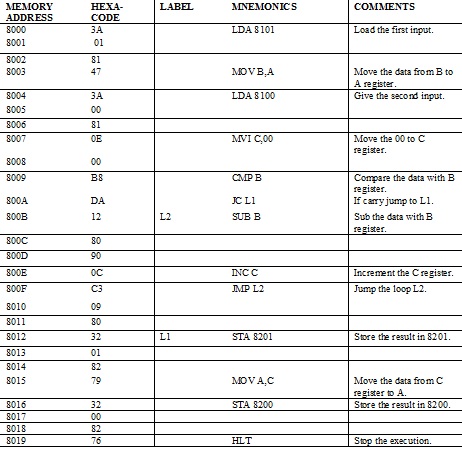 MEMORY ADDRESS HEXA-CODE LABEL MNEMONICS COMMENTS
8000 3A LDA 8101 Load the first input.
8001 01
8002 81
8003 47 MOV B,A Move the data from B to A register.
8004 3A LDA 8100 Give the second input.
8005 00
8006 81
8007 0E MVI C,00 Move the 00 to C register.
8008 00
8009 B8 CMP B Compare the data with B register.
800A DA JC L1 If carry jump to L1.
800B 12 L2 SUB B Sub the data with B register.
800C 80
800D 90
800E 0C INC C Increment the C register.
800F C3 JMP L2 Jump the loop L2.
8010 09
8011 80
8012 32 L1 STA 8201 Store the result in 8201.
8013 01
8014 82
8015 79 MOV A,C Move the data from C register to A.
8016 32 STA 8200 Store the result in 8200.
8017 00
8018 82
8019 76 HLT Stop the execution.